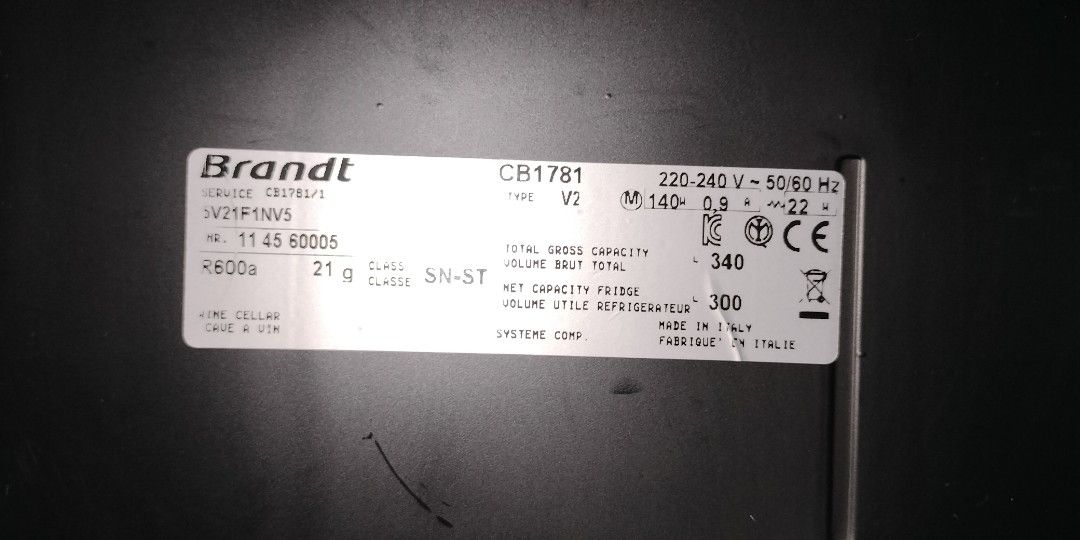 Brandt
SERVICE CB1781/1
5V21F1NV5
NR. 11 45 60005
R600a 21 g CLASS
CLASSE SN-ST
WINE CELLAR
CAVE A VIN
CB1781
TYPE V2
220-240 V ~ 50/60 Hz
M 140 W 0,9 A 22 W
TOTAL GROSS CAPACITY
VOLUME BRUT TOTAL L 340
NET CAPACITY FRIDGE
VOLUME UTILE REFRIGERATEUR L 300
SYSTEME COMP.
MADE IN ITALY
FABRIQUE' EN ITALIE
CE